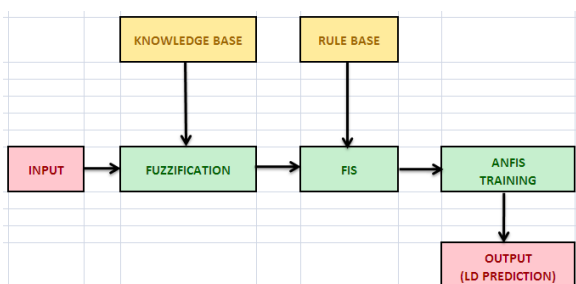 KNOWLEDGE BASE
RULE BASE
INPUT
FUZZIFICATION
FIS
ANFIS
TRAINING
OUTPUT
(LD PREDICTION)